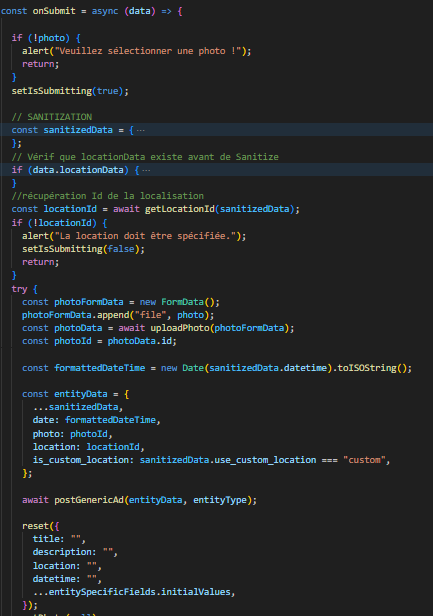 const onSubmit = async (data) => {
if (!photo) {
alert("Veuillez sélectionner une photo !");
return;
}
setIsSubmitting(true);
// SANITIZATION
const sanitizedData = { ...
};
// Vérif que locationData existe avant de Sanitize
if (data.locationData) { ...
}
//récupération Id de la localisation
const locationId = await getLocationId(sanitizedData);
if (!locationId) {
alert("La location doit être spécifiée.");
setIsSubmitting(false);
return;
}
try {
const photoFormData = new FormData();
photoFormData.append("file", photo);
const photoData = await uploadPhoto(photoFormData);
const photoId = photoData.id;
const formattedDateTime = new Date(sanitizedData.datetime).toISOString();
const entityData = {
...sanitizedData,
date: formattedDateTime,
photo: photoId,
location: locationId,
is_custom_location: sanitizedData.use_custom_location === "custom",
};
await postGenericAd(entityData, entityType);
reset({
title: "",
description: "",
location: "",
datetime: "",
...entitySpecificFields.initialValues,
});